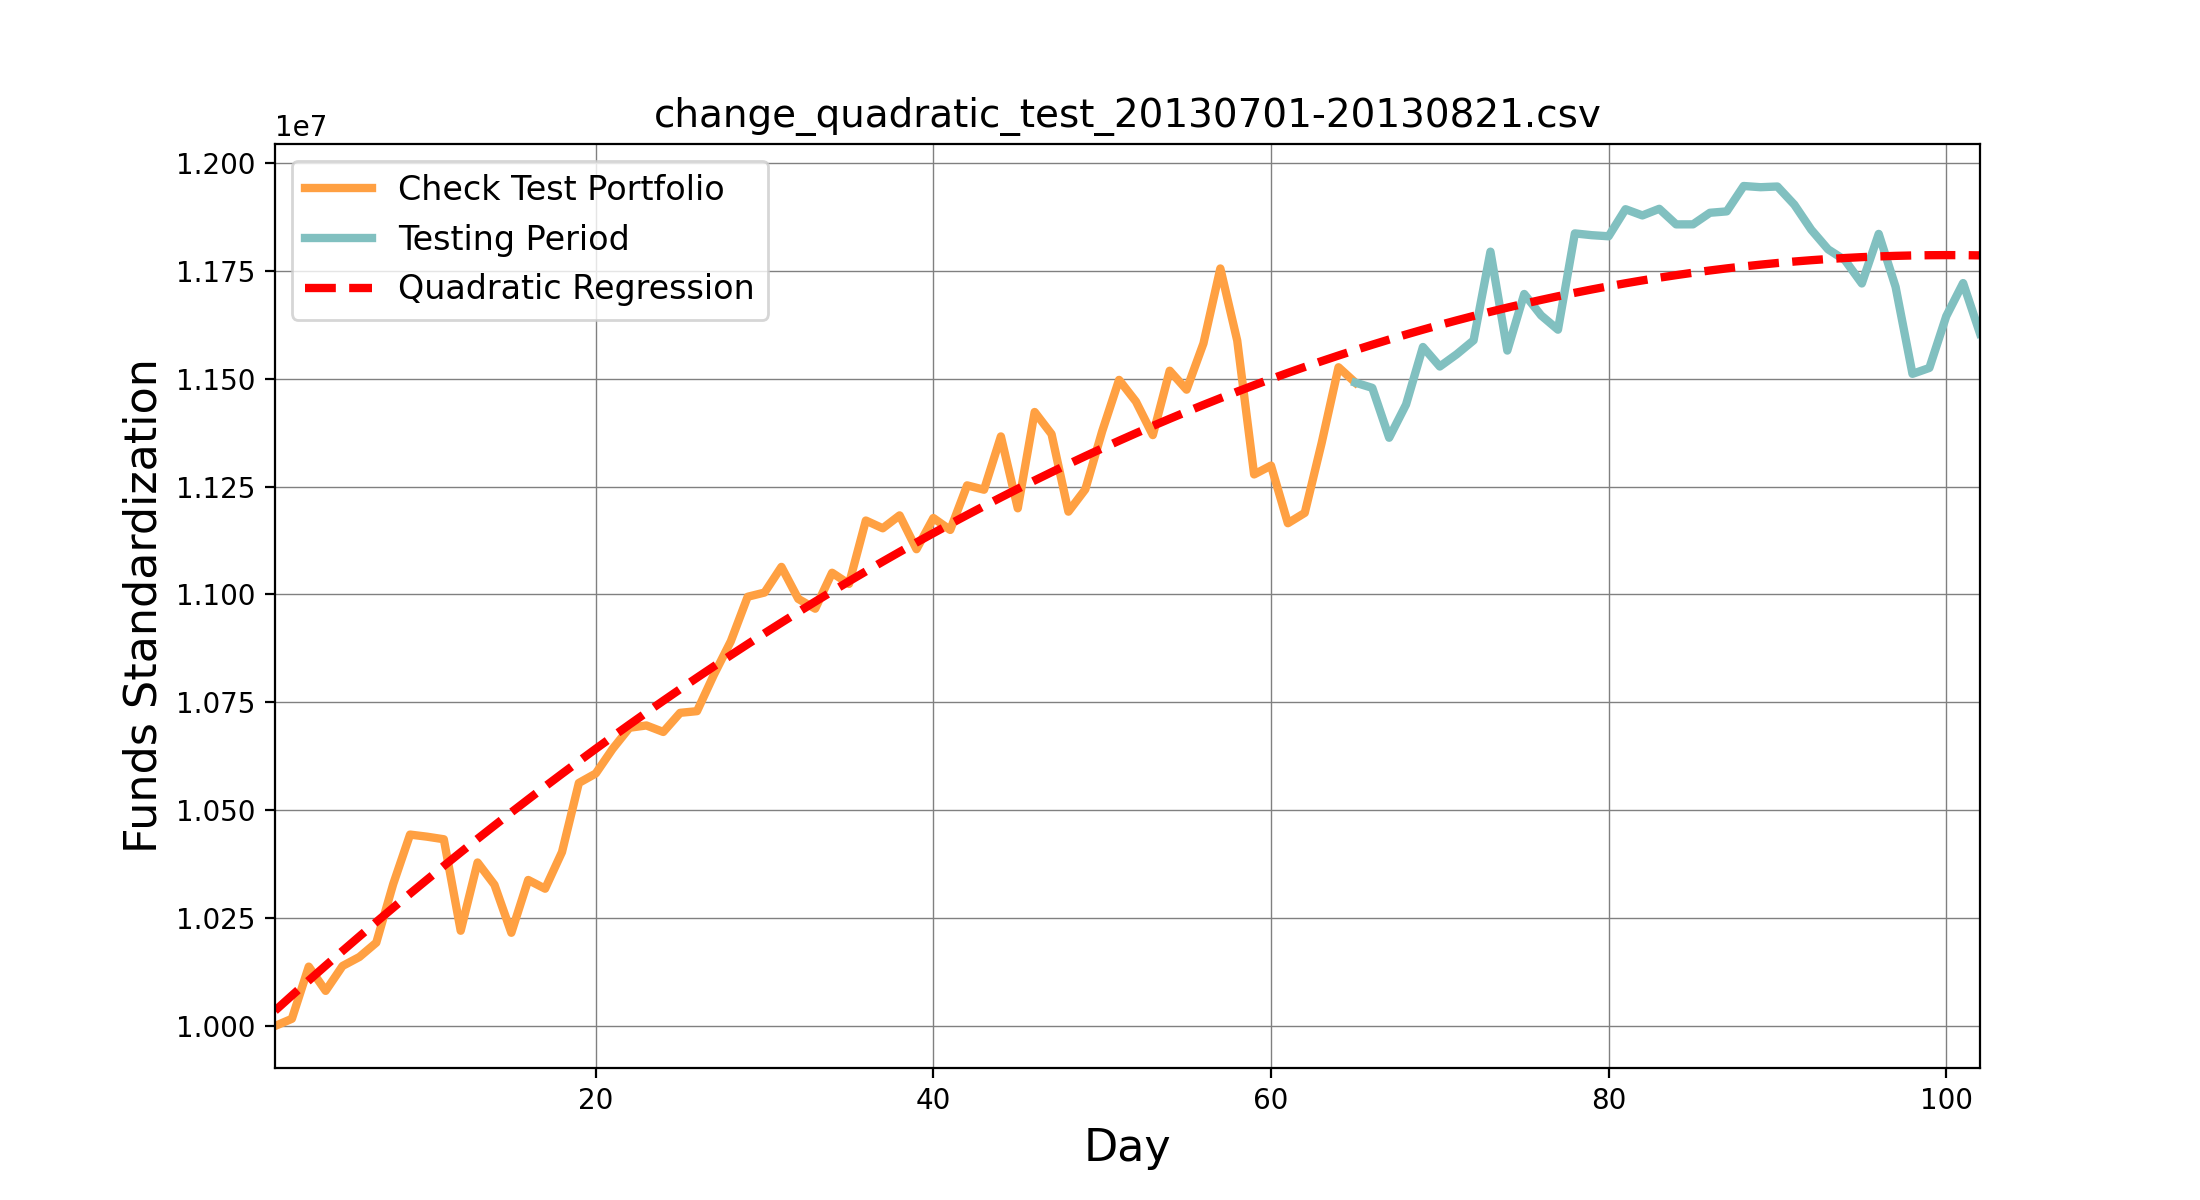 change_quadratic_test_20130701-20130821.csv
1e7
1.200
1.175
1.150
1.125
1.100
1.075
1.050
1.025
1.000
Funds Standardization
Check Test Portfolio
Testing Period
Quadratic Regression
20
40
60
80
100
Day